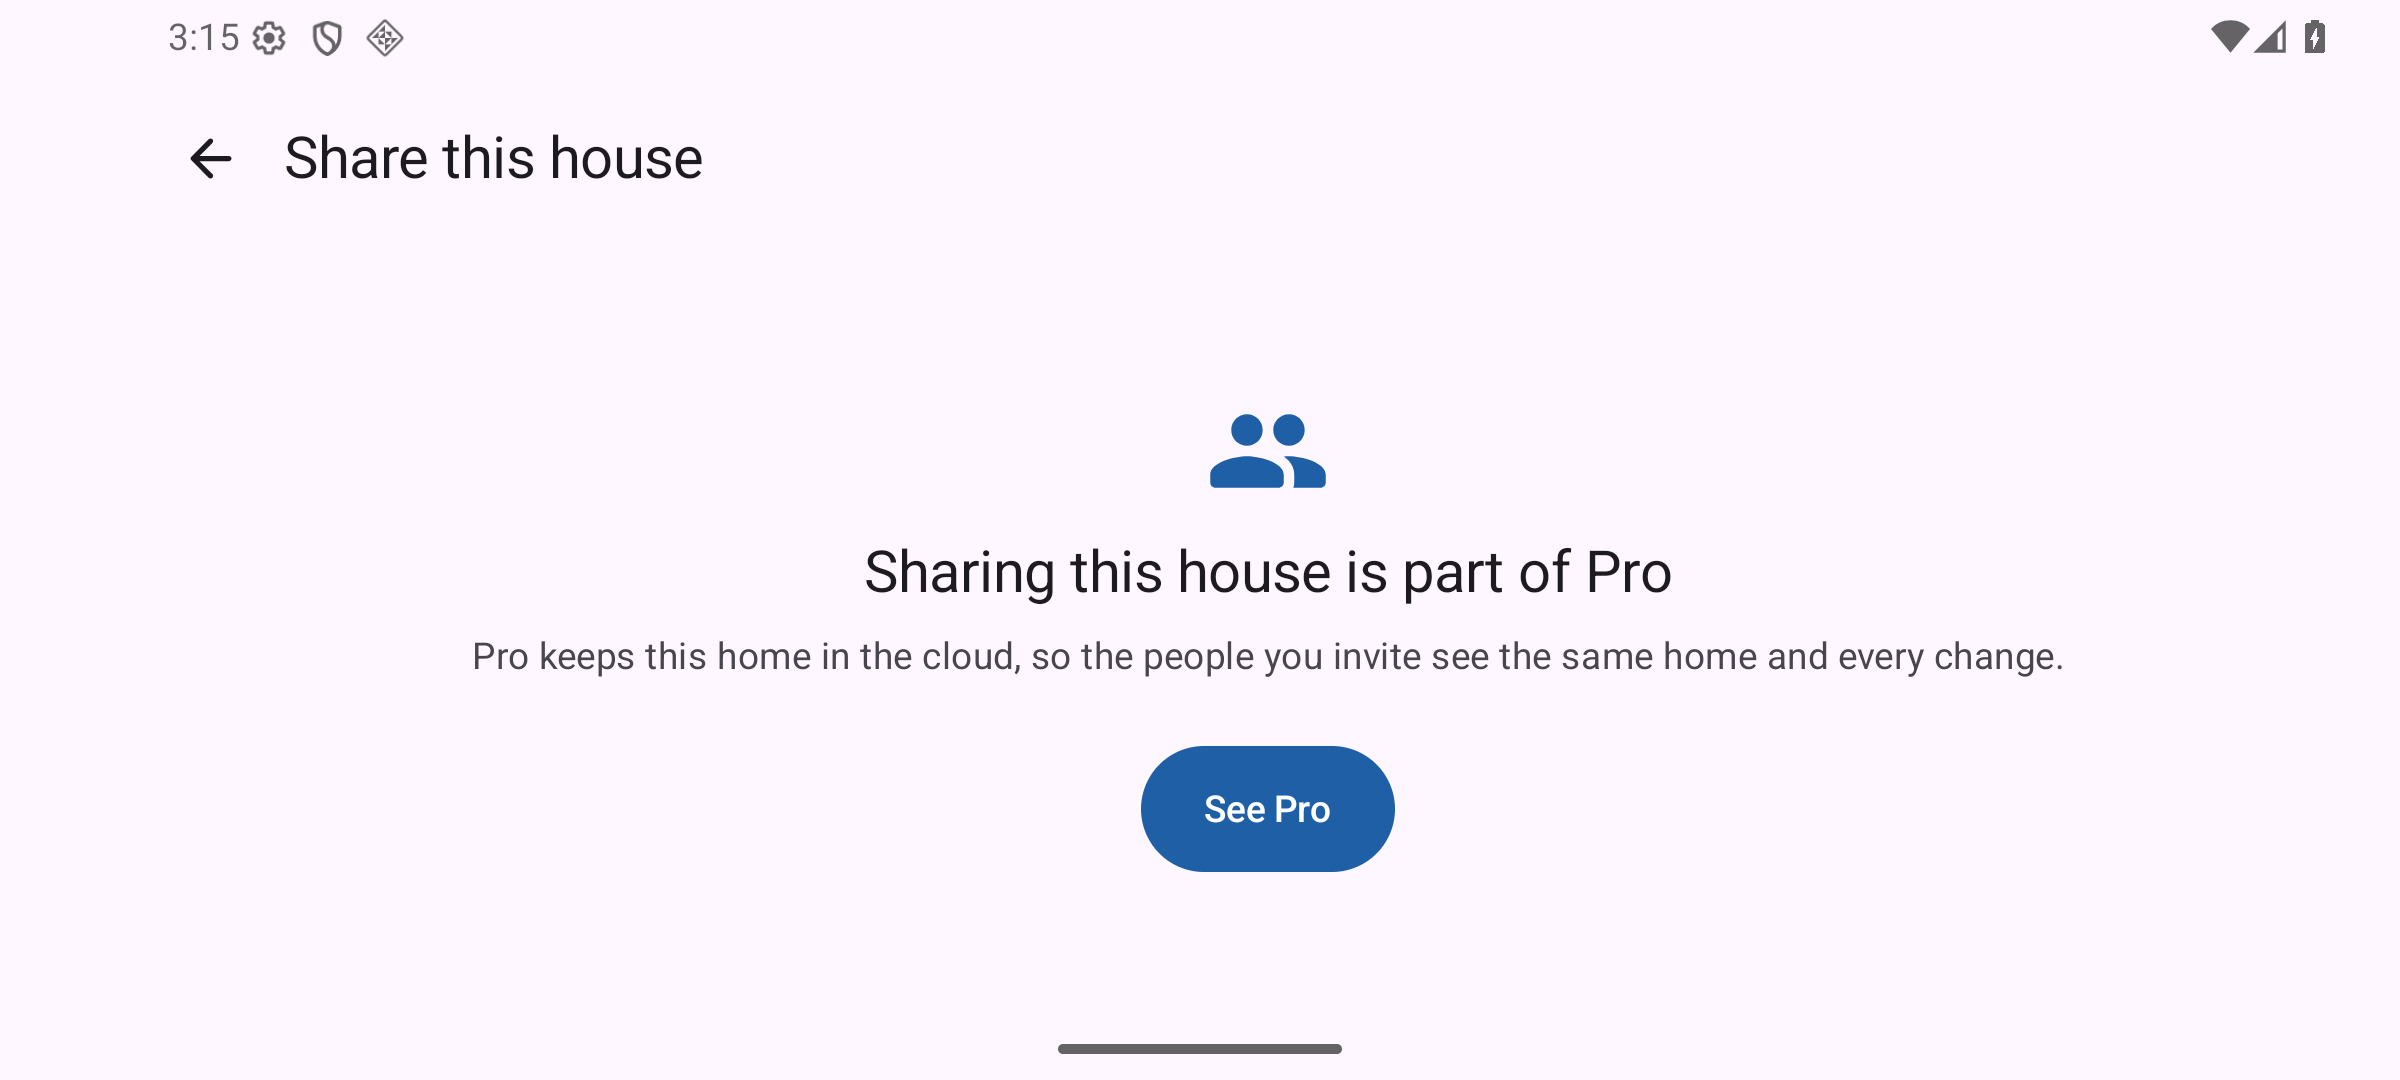 3:15
Share this house
Sharing this house is part of Pro
Pro keeps this home in the cloud, so the people you invite see the same home and every change.
See Pro